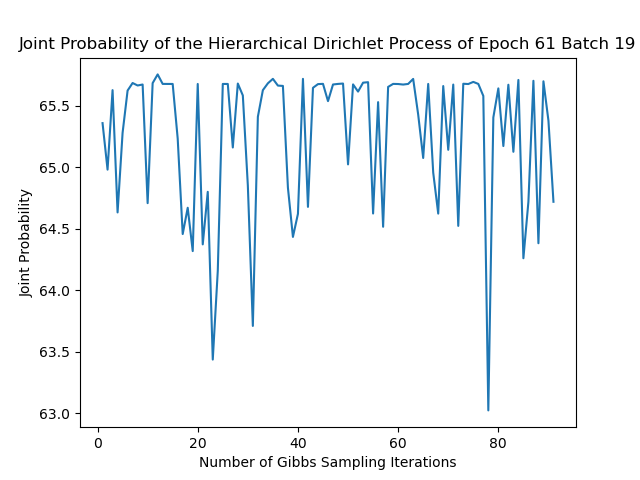 Joint Probability of the Hierarchical Dirichlet Process of Epoch 61 Batch 19
Joint Probability
65.5
65.0
64.5
64.0
63.5
63.0
0 20 40 60 80
Number of Gibbs Sampling Iterations